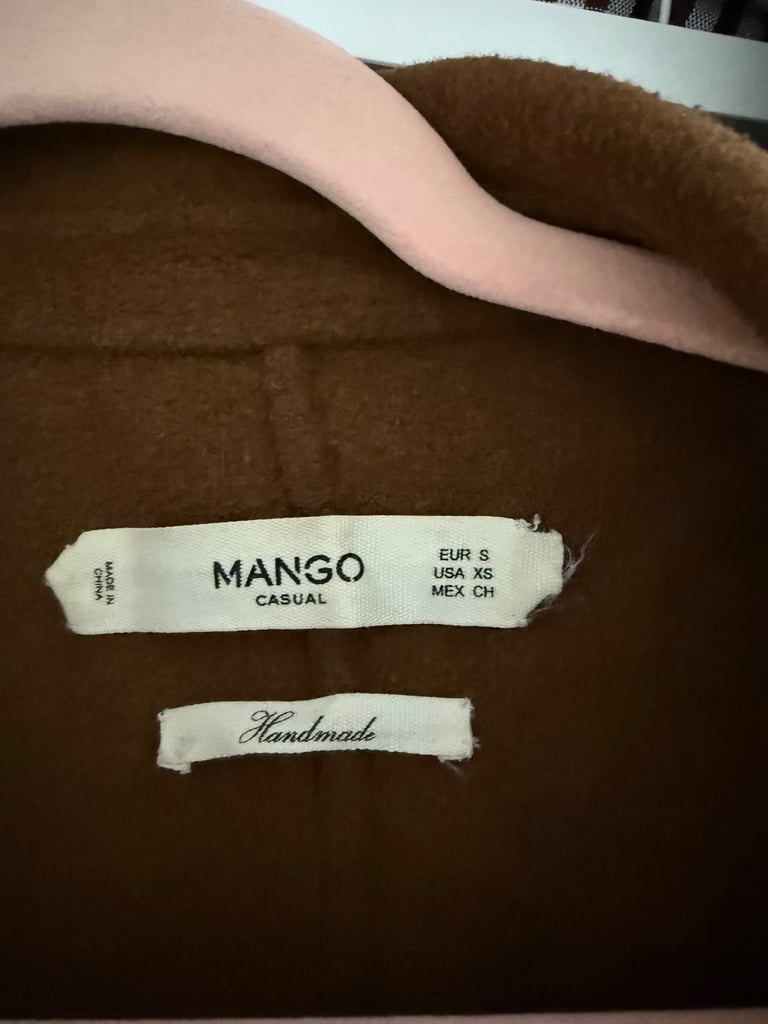 MADE IN
CHINA
MANGO
CASUAL
EUR S
USA XS
MEX CH
Handmade